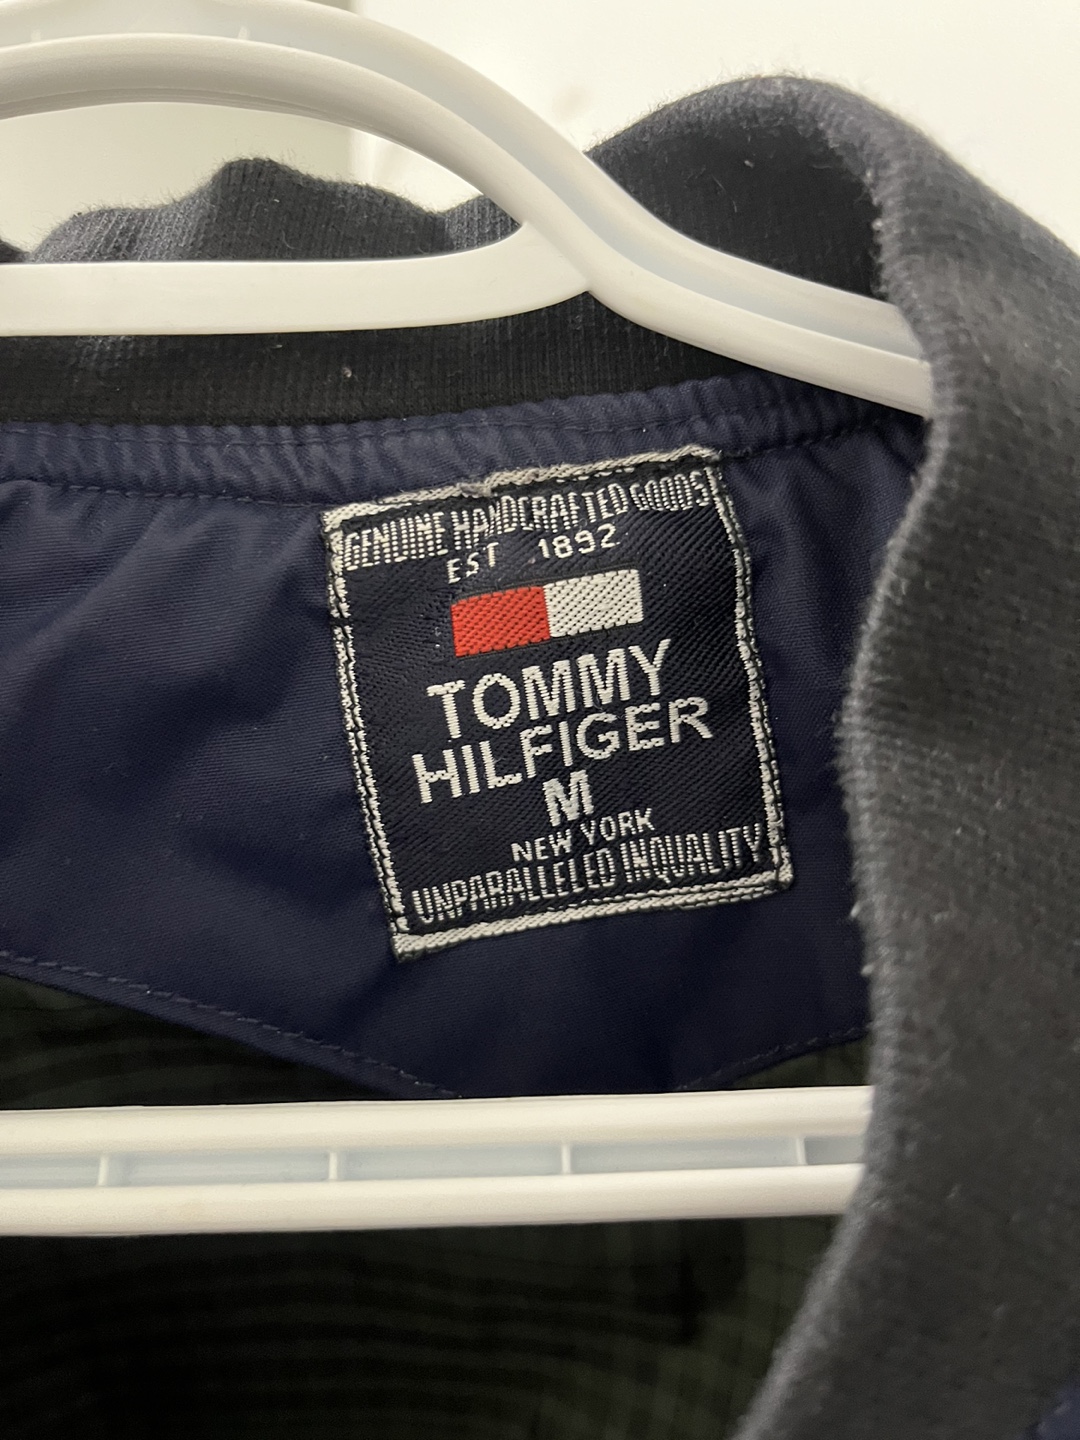 GENUINE HANDCRAFTED GOODS
EST .1892
TOMMY
HILFIGER
M
NEW YORK
UNPARALLELED INQUALITY